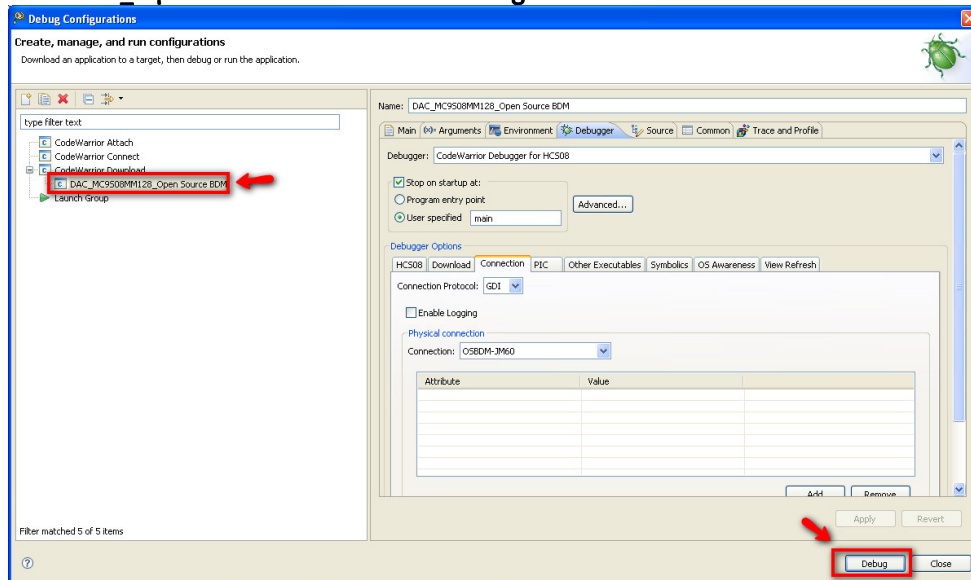 Debug Configurations
Create, manage, and run configurations
Download an application to a target, then debug or run the application.
type filter text
CodeWarrior Attach
CodeWarrior Connect
CodeWarrior Download
DAC_MC9S08MM128_Open Source BDM
Launch Group
Filter matched 5 of 5 items
Name: DAC_MC9S08MM128_Open Source BDM
Main Arguments Environment Debugger Source Common Trace and Profile
Debugger: CodeWarrior Debugger for HCS08
Stop on startup at:
Program entry point
Advanced...
User specified main
Debugger Options
HCS08 Download Connection PIC Other Executables Symbolics OS Awareness View Refresh
Connection Protocol: GDI
Enable Logging
Physical connection
Connection: OSBDM-JM60
Attribute Value
Add Remove
Apply Revert
Debug Close